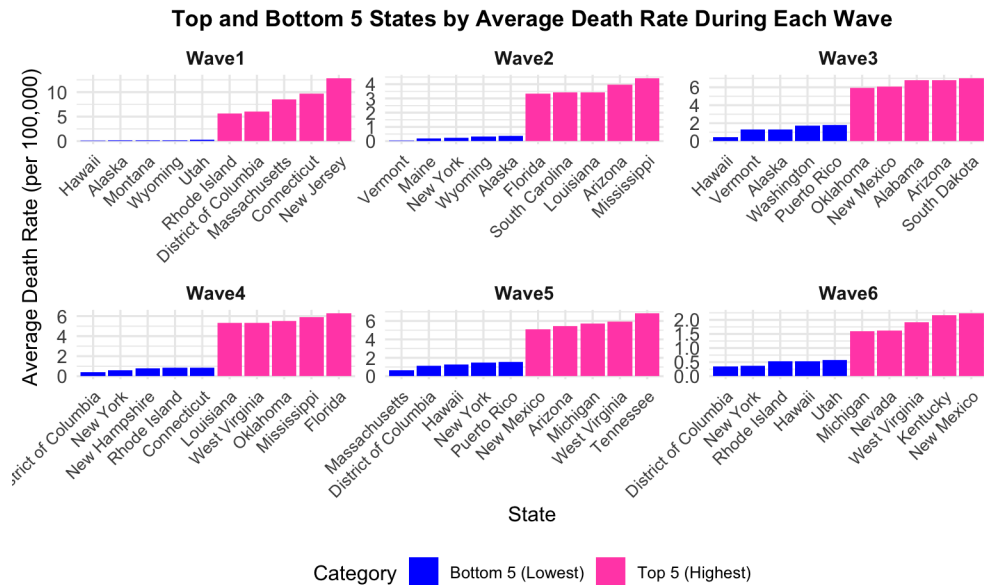 Top and Bottom 5 States by Average Death Rate During Each Wave
Average Death Rate (per 100,000)
Wave1
10
5
0
Hawaii
Alaska
Montana
Wyoming
Utah
Rhode Island
District of Columbia
Massachusetts
Connecticut
New Jersey
Wave2
4
3
2
1
0
Vermont
Maine
New York
Wyoming
Alaska
Florida
South Carolina
Louisiana
Arizona
Mississippi
Wave3
6
4
2
0
Hawaii
Vermont
Alaska
Washington
Puerto Rico
Oklahoma
New Mexico
Alabama
Arizona
South Dakota
Wave4
6
4
2
0
strict of Columbia
New York
New Hampshire
Rhode Island
Connecticut
Louisiana
West Virginia
Oklahoma
Mississippi
Florida
Wave5
6
4
2
0
Massachusetts
District of Columbia
Hawaii
New York
Puerto Rico
New Mexico
Arizona
Michigan
West Virginia
Tennessee
Wave6
2.0
1.5
1.0
0.5
0.0
District of Columbia
New York
Rhode Island
Hawaii
Utah
Michigan
Nevada
West Virginia
Kentucky
New Mexico
State
Category
Bottom 5 (Lowest)
Top 5 (Highest)